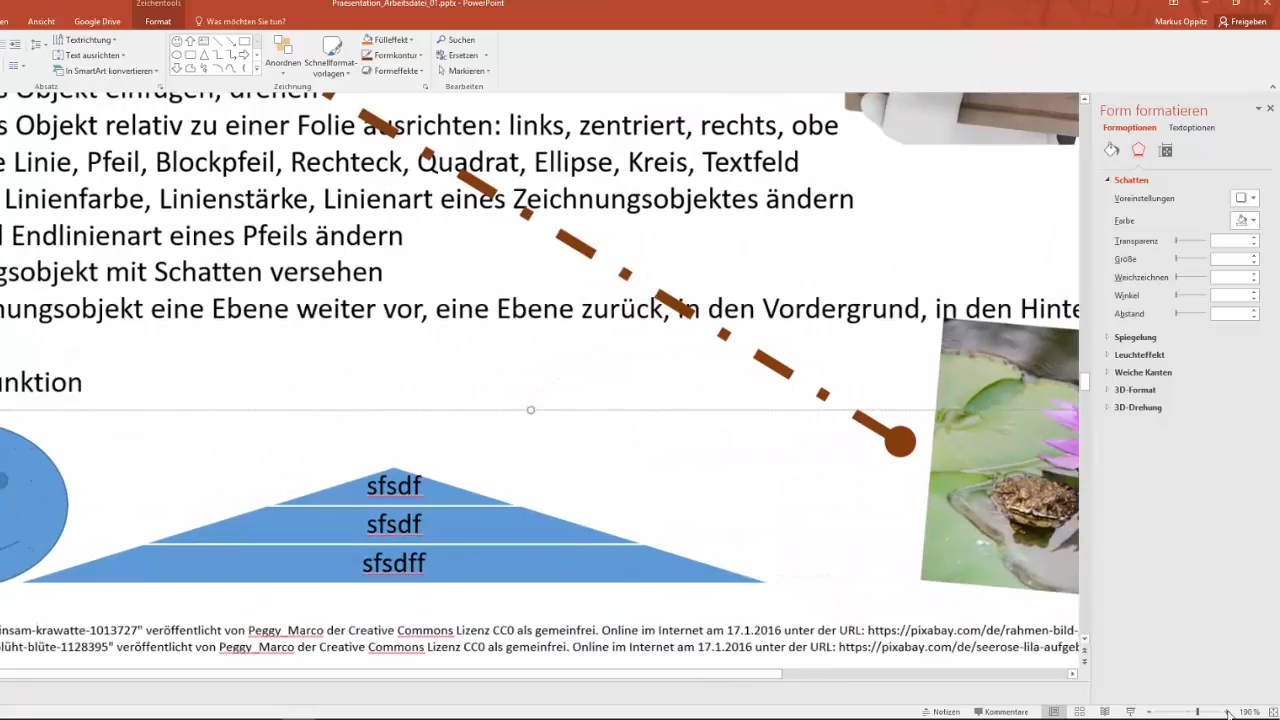 Zeichentools
Praesentation_Arbeitsdatei_01.pptx - PowerPoint
en Ansicht Google Drive Format Was möchten Sie tun? Markus Oppitz Freigeben
Textrichtung
Text ausrichten
In SmartArt konvertieren
Absatz
Anordnen
Schnellformat-
vorlagen
Fülleffekt
Formkontur
Formeffekte
Zeichnung
Suchen
Ersetzen
Markieren
Bearbeiten
s Objekt einfügen, drehen
s Objekt relativ zu einer Folie ausrichten: links, zentriert, rechts, obe
e Linie, Pfeil, Blockpfeil, Rechteck, Quadrat, Ellipse, Kreis, Textfeld
Linienfarbe, Linienstärke, Linienart eines Zeichnungsobjektes ändern
d Endlinienart eines Pfeils ändern
gsobjekt mit Schatten versehen
nungsobjekt eine Ebene weiter vor, eine Ebene zurück, in den Vordergrund, in den Hinte
unktion
sfsdf
sfsdf
sfsdff
insam-krawatte-1013727" veröffentlicht von Peggy_Marco der Creative Commons Lizenz CC0 als gemeinfrei. Online im Internet am 17.1.2016 unter der URL: https://pixabay.com/de/rahmen-bild-
blüht-blüte-1128395" veröffentlicht von Peggy_Marco der Creative Commons Lizenz CC0 als gemeinfrei. Online im Internet am 17.1.2016 unter der URL: https://pixabay.com/de/seerose-lila-aufgeb
Form formatieren
Formoptionen Textoptionen
Schatten
Voreinstellungen
Farbe
Transparenz
Größe
Weichzeichnen
Winkel
Abstand
Spiegelung
Leuchteffekt
Weiche Kanten
3D-Format
3D-Drehung
Notizen Kommentare 190 %